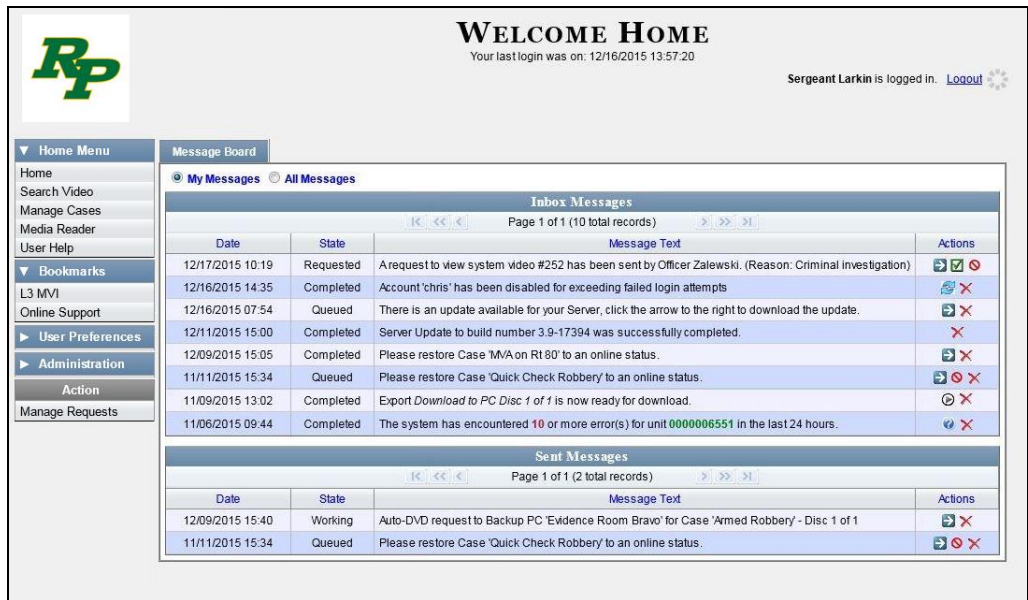 RP
WELCOME HOME
Your last login was on: 12/16/2015 13:57:20
Sergeant Larkin is logged in. Logout
Home Menu
Home
Search Video
Manage Cases
Media Reader
User Help
Bookmarks
L3 MVI
Online Support
User Preferences
Administration
Action
Manage Requests
Message Board
My Messages All Messages
Inbox Messages
|< << < Page 1 of 1 (10 total records) > >> >|
Date State Message Text Actions
12/17/2015 10:19 Requested A request to view system video #252 has been sent by Officer Zalewski. (Reason: Criminal investigation)
12/16/2015 14:35 Completed Account 'chris' has been disabled for exceeding failed login attempts
12/16/2015 07:54 Queued There is an update available for your Server, click the arrow to the right to download the update.
12/11/2015 15:00 Completed Server Update to build number 3.9-17394 was successfully completed.
12/09/2015 15:05 Completed Please restore Case 'MVA on Rt 80' to an online status.
11/11/2015 15:34 Queued Please restore Case 'Quick Check Robbery' to an online status.
11/09/2015 13:02 Completed Export Download to PC Disc 1 of 1 is now ready for download.
11/06/2015 09:44 Completed The system has encountered 10 or more error(s) for unit 0000006551 in the last 24 hours.
Sent Messages
|< << < Page 1 of 1 (2 total records) > >> >|
Date State Message Text Actions
12/09/2015 15:40 Working Auto-DVD request to Backup PC 'Evidence Room Bravo' for Case 'Armed Robbery' - Disc 1 of 1
11/11/2015 15:34 Queued Please restore Case 'Quick Check Robbery' to an online status.